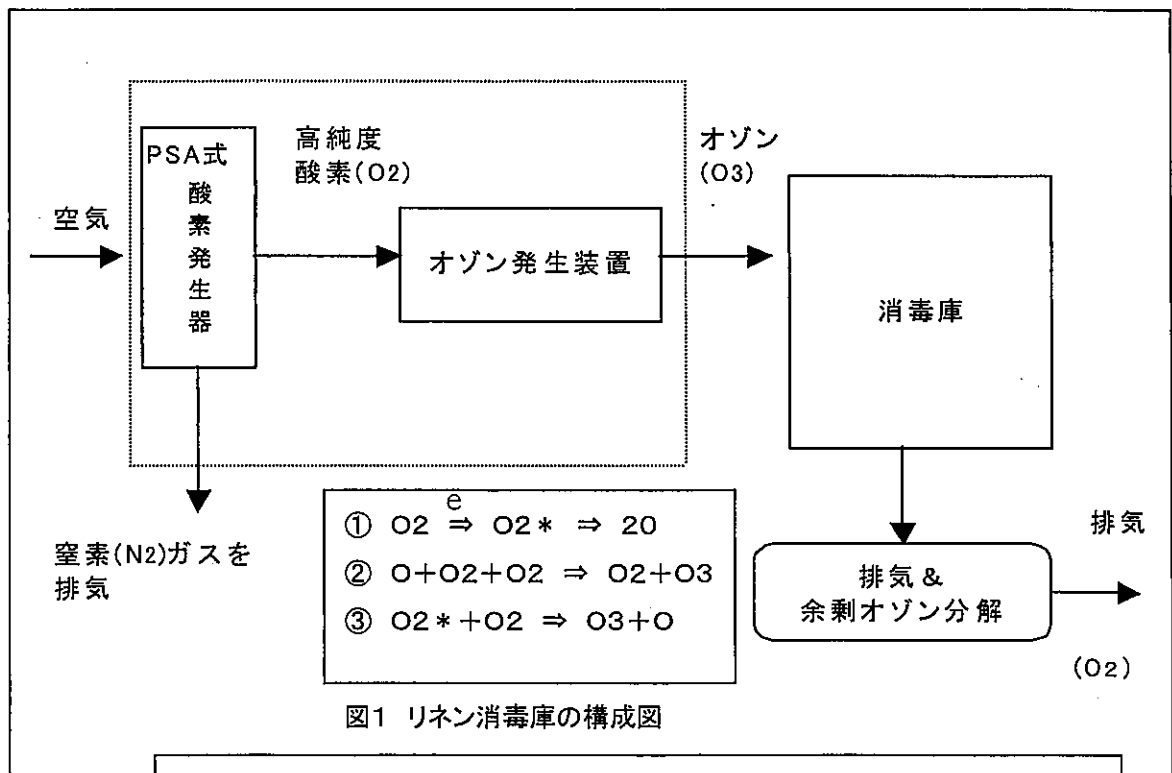 PSA式
酸素発生器
高純度
酸素(O2)
オゾン
(O3)
空気
オゾン発生装置
消毒庫
窒素(N2)ガスを
排気
e
① O2 ⇒ O2* ⇒ 2O
② O+O2+O2 ⇒ O2+O3
③ O2*+O2 ⇒ O3+O
排気
排気&
余剰オゾン分解
(O2)
図1 リネン消毒庫の構成図